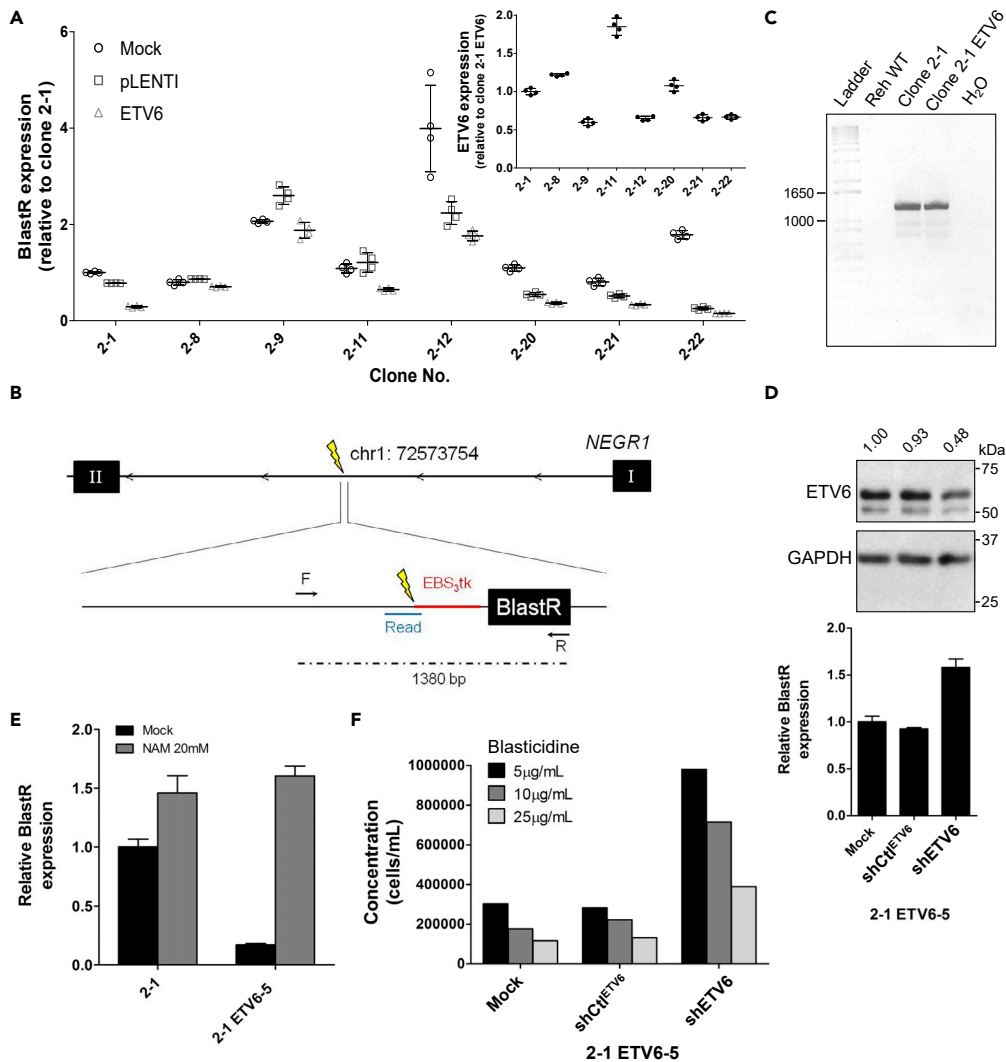 A
BlastR expression
(relative to clone 2-1)
6
4
2
0
Mock
pLENTI
ETV6
2-1
2-8
2-9
2-11
2-12
2-20
2-21
2-22
Clone No.
ETV6 expression
(relative to clone 2-1 ETV6)
2.0
1.5
1.0
0.5
0.0
2-1
2-8
2-9
2-11
2-12
2-20
2-21
2-22
C
Ladder
Reh WT
Clone 2-1
Clone 2-1 ETV6
H2O
1650
1000
B
chr1: 72573754
NEGR1
II
I
F
EBS3tk
BlastR
Read
R
1380 bp
D
1.00 0.93 0.48 kDa
ETV6
75
50
GAPDH
37
25
Relative BlastR
expression
2.0
1.5
1.0
0.5
0.0
Mock
shCtlETV6
shETV6
2-1 ETV6-5
E
Relative BlastR
expression
2.0
1.5
1.0
0.5
0.0
Mock
NAM 20mM
2-1
2-1 ETV6-5
F
Concentration
(cells/mL)
1000000
800000
600000
400000
200000
0
Blasticidine
5µg/mL
10µg/mL
25µg/mL
Mock
shCtlETV6
shETV6
2-1 ETV6-5